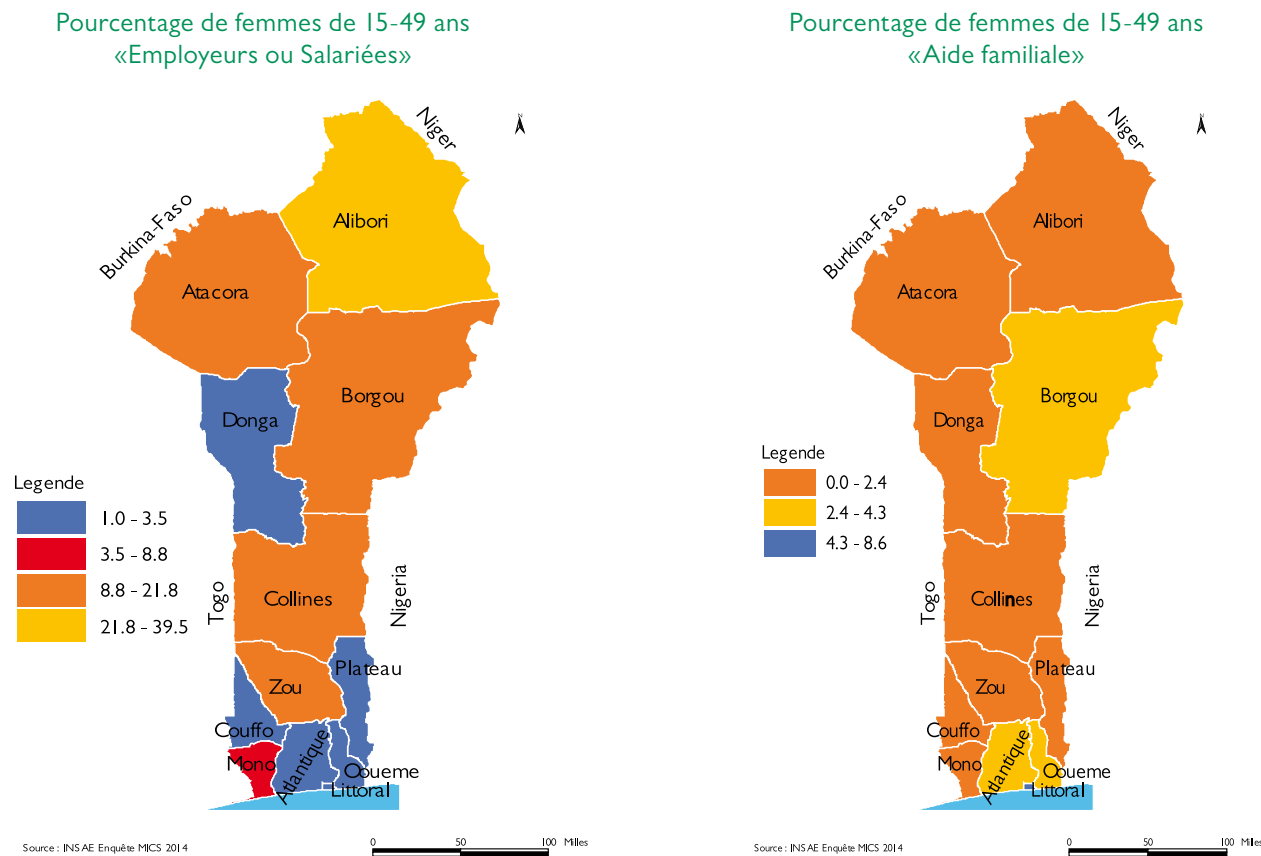 Pourcentage de femmes de 15-49 ans
«Employeurs ou Salariées»
Niger
N
Burkina-Faso
Alibori
Atacora
Borgou
Donga
Legende
1.0 - 3.5
3.5 - 8.8
8.8 - 21.8
21.8 - 39.5
Togo
Collines
Nigeria
Plateau
Zou
Couffo
Mono
Atlantique
Ooueme
Littoral
Source : INSAE Enquête MICS 2014
0 50 100 Milles
Pourcentage de femmes de 15-49 ans
«Aide familiale»
Niger
N
Burkina-Faso
Alibori
Atacora
Borgou
Donga
Legende
0.0 - 2.4
2.4 - 4.3
4.3 - 8.6
Togo
Collines
Nigeria
Plateau
Zou
Couffo
Mono
Atlantique
Ooueme
Littoral
Source : INSAE Enquête MICS 2014
0 50 100 Milles